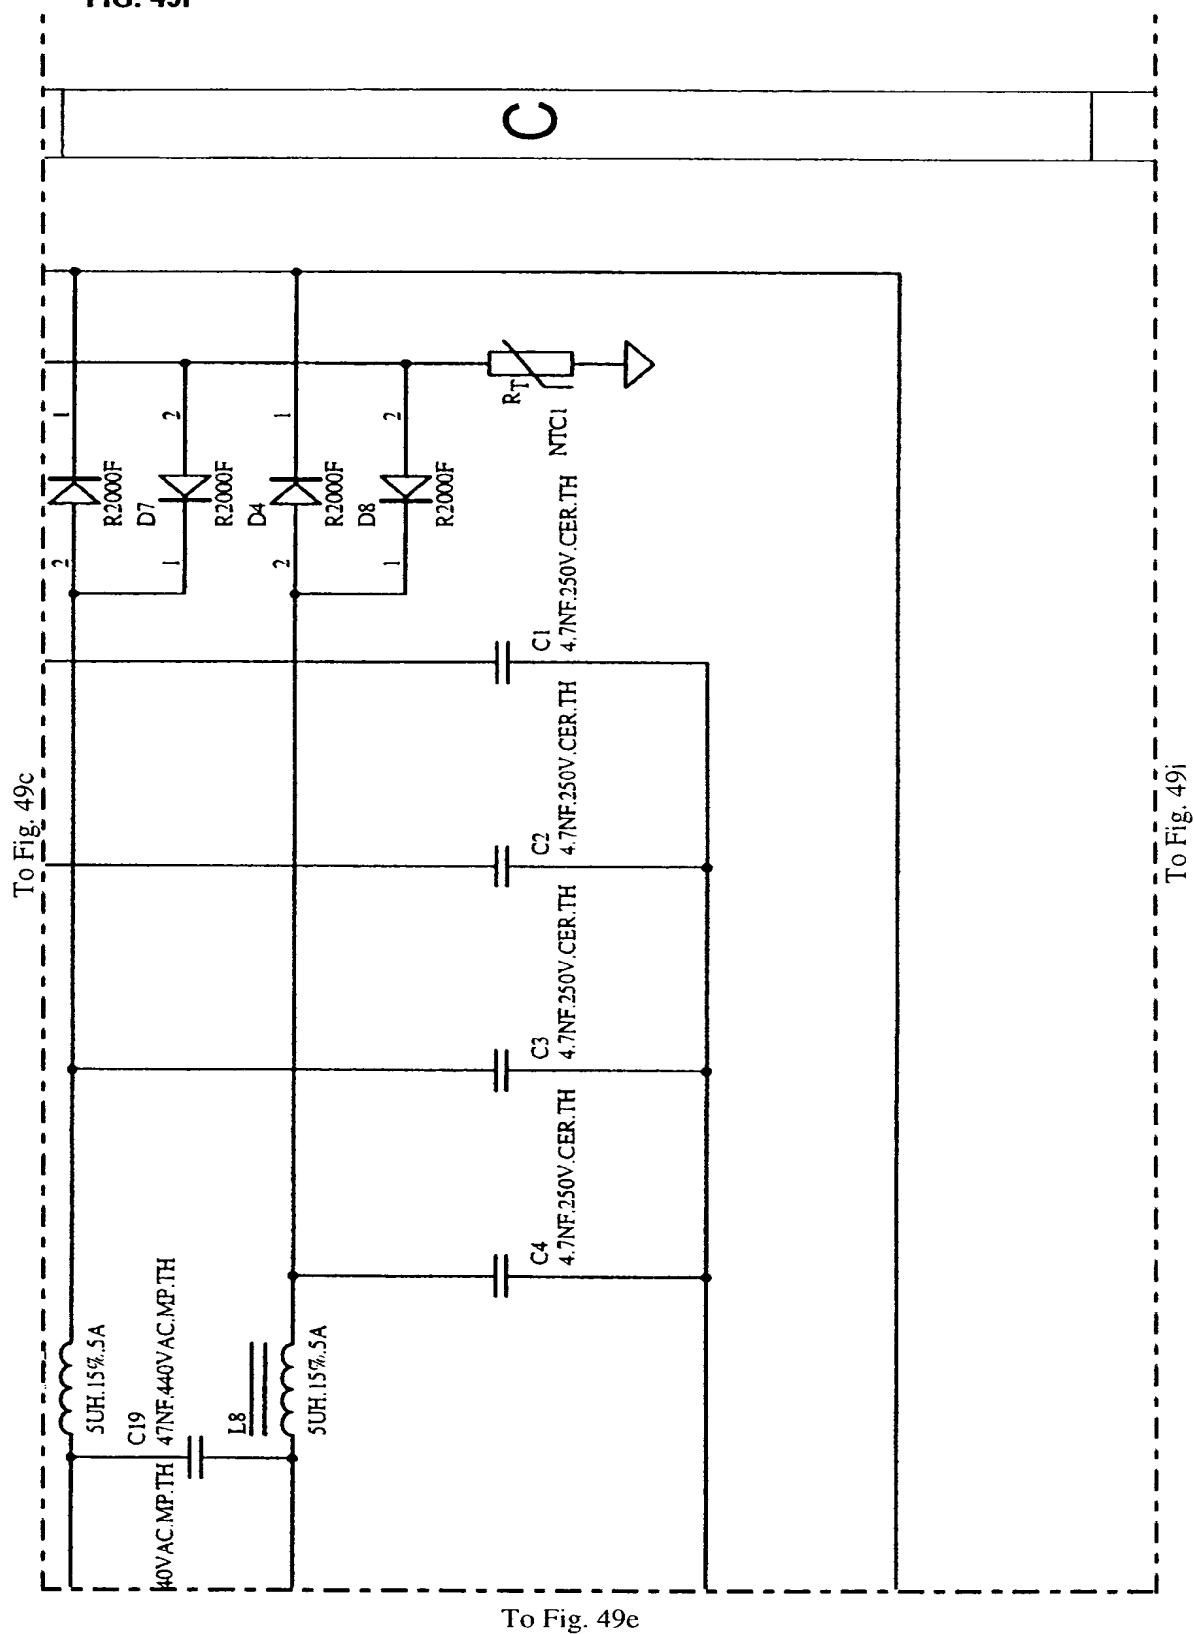 C
1
2
1
2
R2000F
D7
R2000F
D4
R2000F
D8
R2000F
2
1
2
1
RT
NTC1
C1
4.7NF.250V.CER.TH
C2
4.7NF.250V.CER.TH
C3
4.7NF.250V.CER.TH
C4
4.7NF.250V.CER.TH
5UH.15%.5A
C19
47NF.440VAC.MP.TH
40VAC.MP.TH
L8
5UH.15%.5A
To Fig. 49c
To Fig. 49i
To Fig. 49e